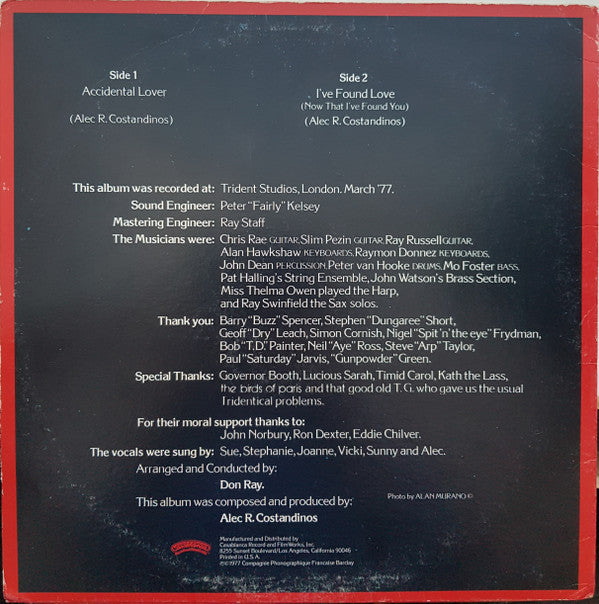 Side 1
Accidental Lover
(Alec R. Costandinos)
Side 2
I've Found Love
(Now That I've Found You)
(Alec R. Costandinos)
This album was recorded at: Trident Studios, London. March '77.
Sound Engineer: Peter "Fairly" Kelsey
Mastering Engineer: Ray Staff
The Musicians were: Chris Rae GUITAR, Slim Pezin GUITAR, Ray Russell GUITAR,
Alan Hawkshaw KEYBOARDS, Raymon Donnez KEYBOARDS,
John Dean PERCUSSION, Peter van Hooke DRUMS, Mo Foster BASS,
Pat Halling's String Ensemble, John Watson's Brass Section,
Miss Thelma Owen played the Harp,
and Ray Swinfield the Sax solos.
Thank you: Barry "Buzz" Spencer, Stephen "Dungaree" Short,
Geoff "Dry" Leach, Simon Cornish, Nigel "Spit 'n' the eye" Frydman,
Bob "T.D." Painter, Neil "Aye" Ross, Steve "Arp" Taylor,
Paul "Saturday" Jarvis, "Gunpowder" Green.
Special Thanks: Governor Booth, Lucious Sarah, Timid Carol, Kath the Lass,
the birds of paris and that good old T.G. who gave us the usual
Tridentical problems.
For their moral support thanks to:
John Norbury, Ron Dexter, Eddie Chilver.
The vocals were sung by: Sue, Stephanie, Joanne, Vicki, Sunny and Alec.
Arranged and Conducted by:
Don Ray.
Photo by ALAN MURANO ©
This album was composed and produced by:
Alec R. Costandinos
Manufactured and Distributed by
Casablanca Record and FilmWorks, Inc.
8255 Sunset Boulevard/Los Angeles, California 90046
Printed in U.S.A.
℗©1977 Compagnie Phonographique Francaise Barclay